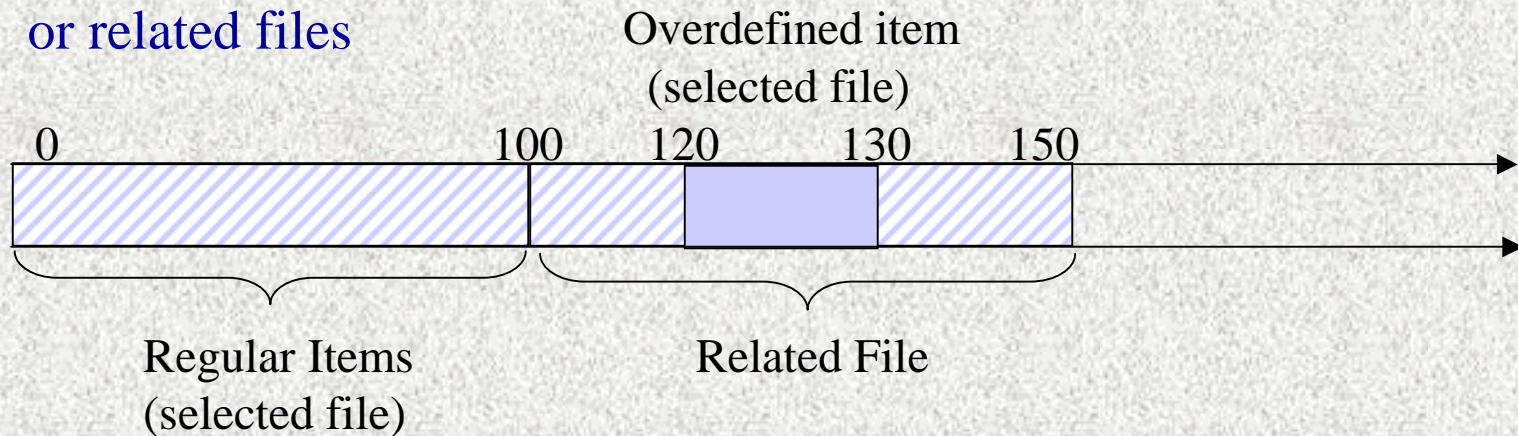 or related files
Overdefined item
(selected file)
0 100 120 130 150
Regular Items
(selected file)
Related File